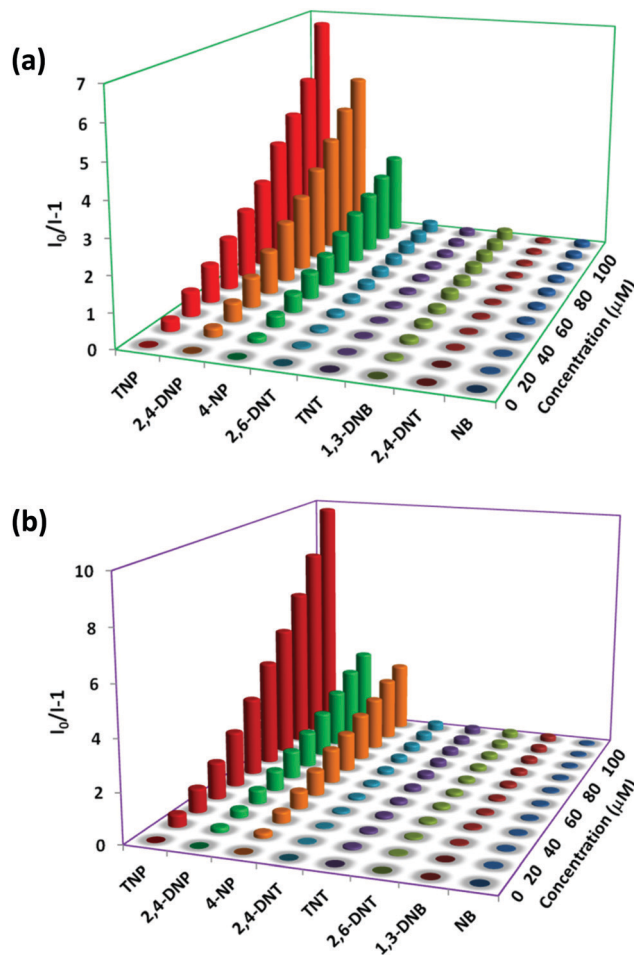 (a)
7
6
5
4
3
2
1
0
I₀/I-1
TNP
2,4-DNP
4-NP
2,6-DNT
TNT
1,3-DNB
2,4-DNT
NB
0
20
40
60
80
100
Concentration (µM)
(b)
10
8
6
4
2
0
I₀/I-1
TNP
2,4-DNP
4-NP
2,4-DNT
TNT
2,6-DNT
1,3-DNB
NB
0
20
40
60
80
100
Concentration (µM)